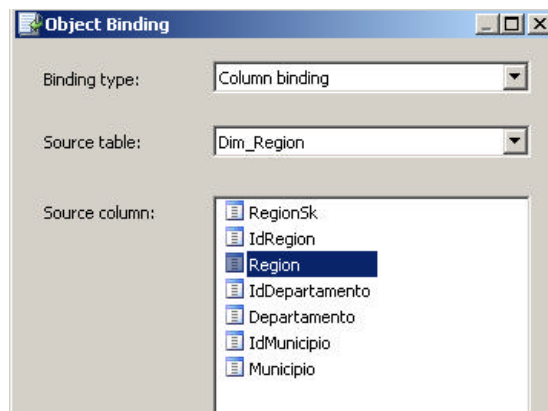 Object Binding
Binding type: Column binding
Source table: Dim_Region
Source column:
RegionSk
IdRegion
Region
IdDepartamento
Departamento
IdMunicipio
Municipio